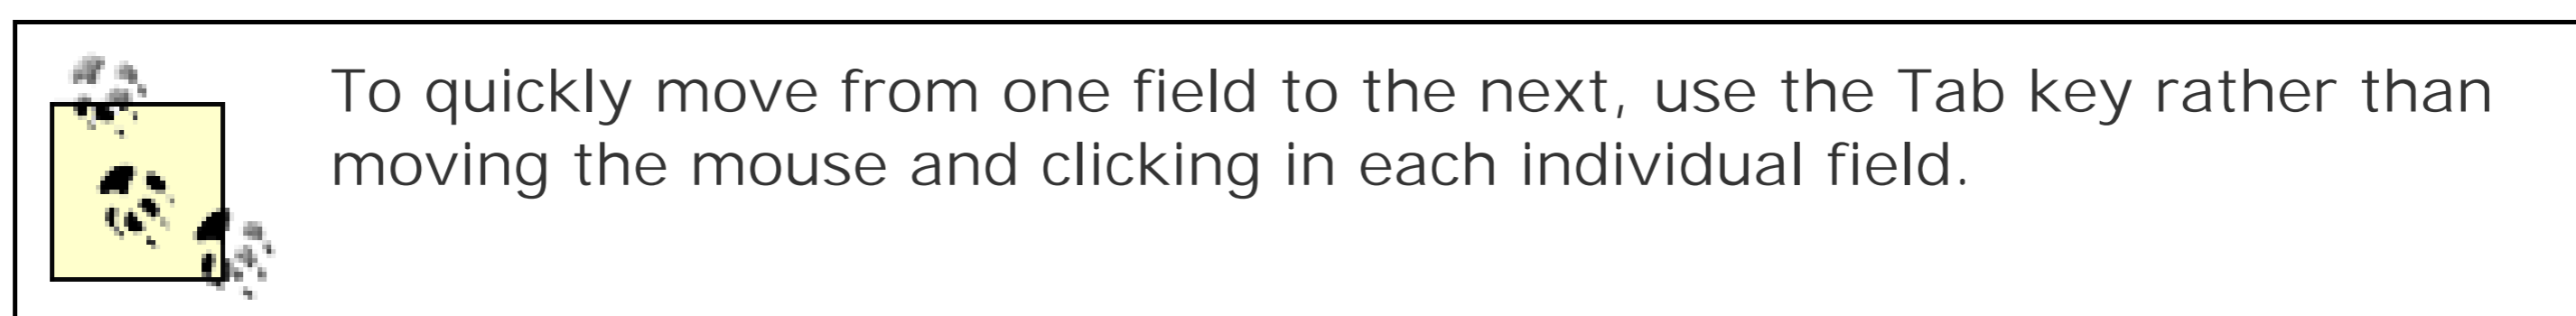 To quickly move from one field to the next, use the Tab key rather than
moving the mouse and clicking in each individual field.